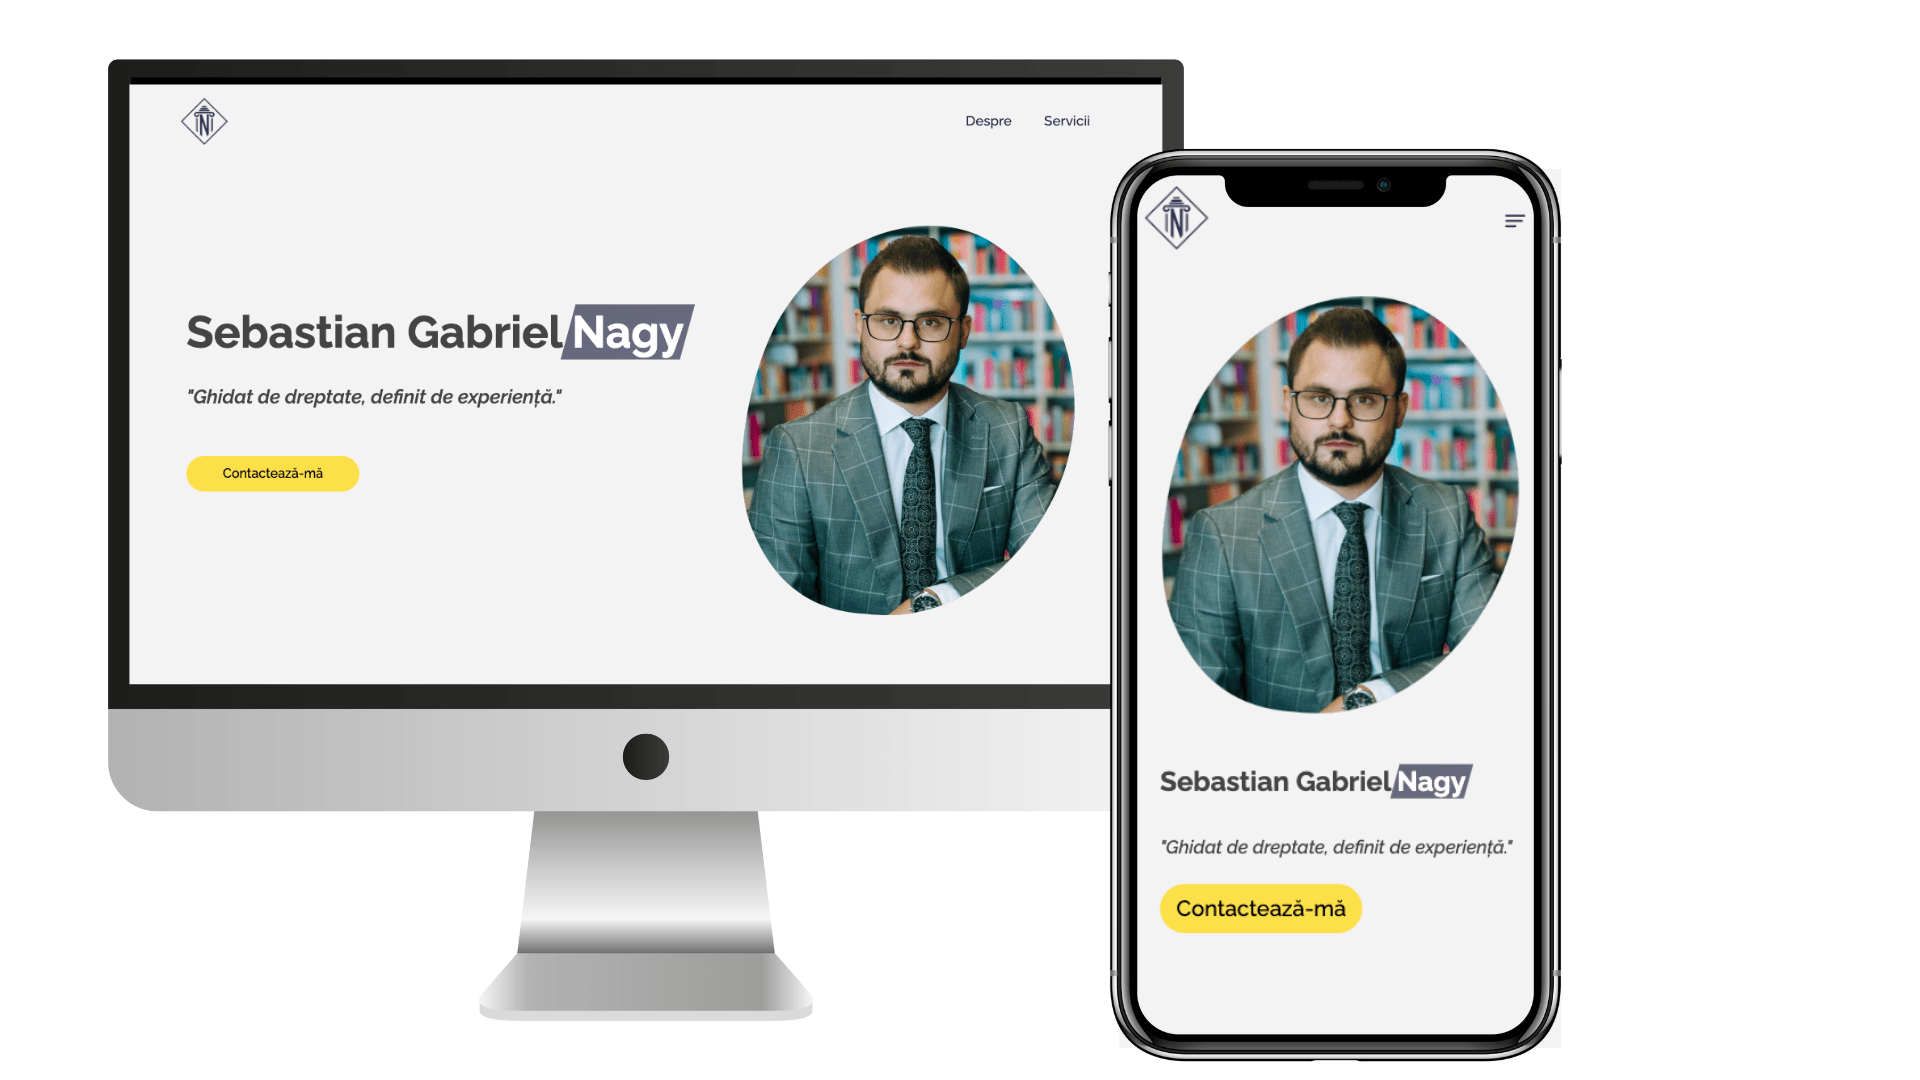 N
Despre
Servicii
Sebastian Gabriel Nagy
"Ghidat de dreptate, definit de experiență."
Contactează-mă
N
Sebastian Gabriel Nagy
"Ghidat de dreptate, definit de experiență."
Contactează-mă